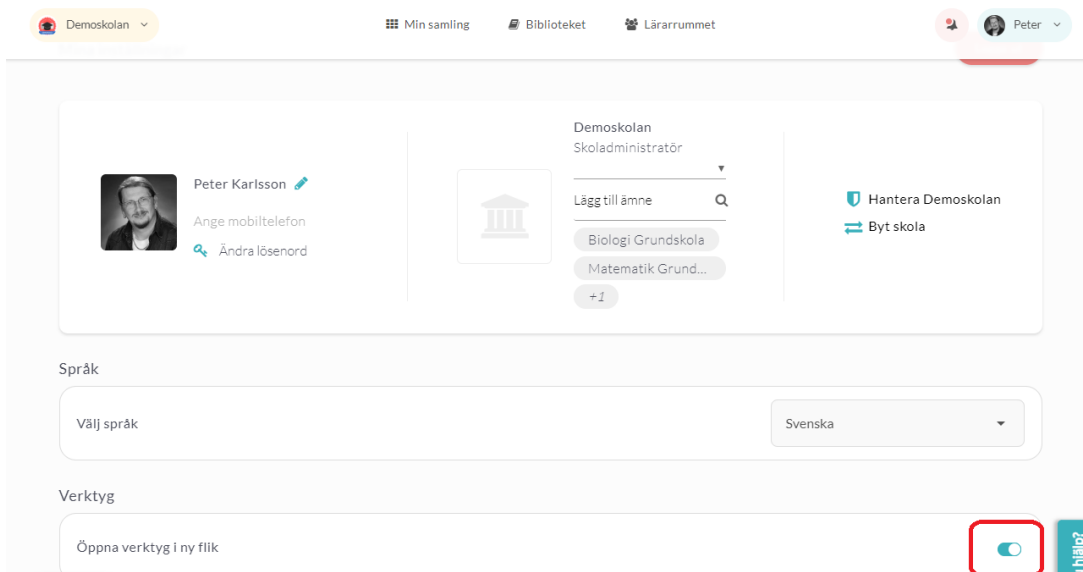 Demoskolan
Min samling
Biblioteket
Lärarrummet
Peter
Demoskolan
Skoladministratör
Peter Karlsson
Lägg till ämne
Ange mobiltelefon
Hantera Demoskolan
Byt skola
Biologi Grundskola
Ändra lösenord
Matematik Grund...
+1
Språk
Välj språk
Svenska
Verktyg
Öppna verktyg i ny flik
hjälp?